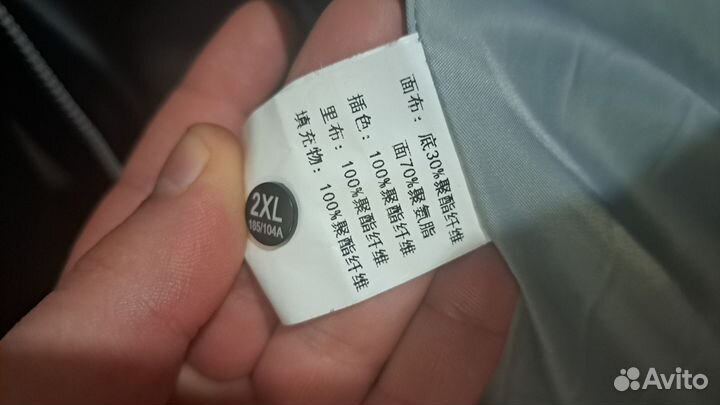 面布：底30%聚酯纤维
面70%聚氨脂
插色：100%聚酯纤维
里布：100%聚酯纤维
填充物：100%聚酯纤维
2XL
185/104A
Avito